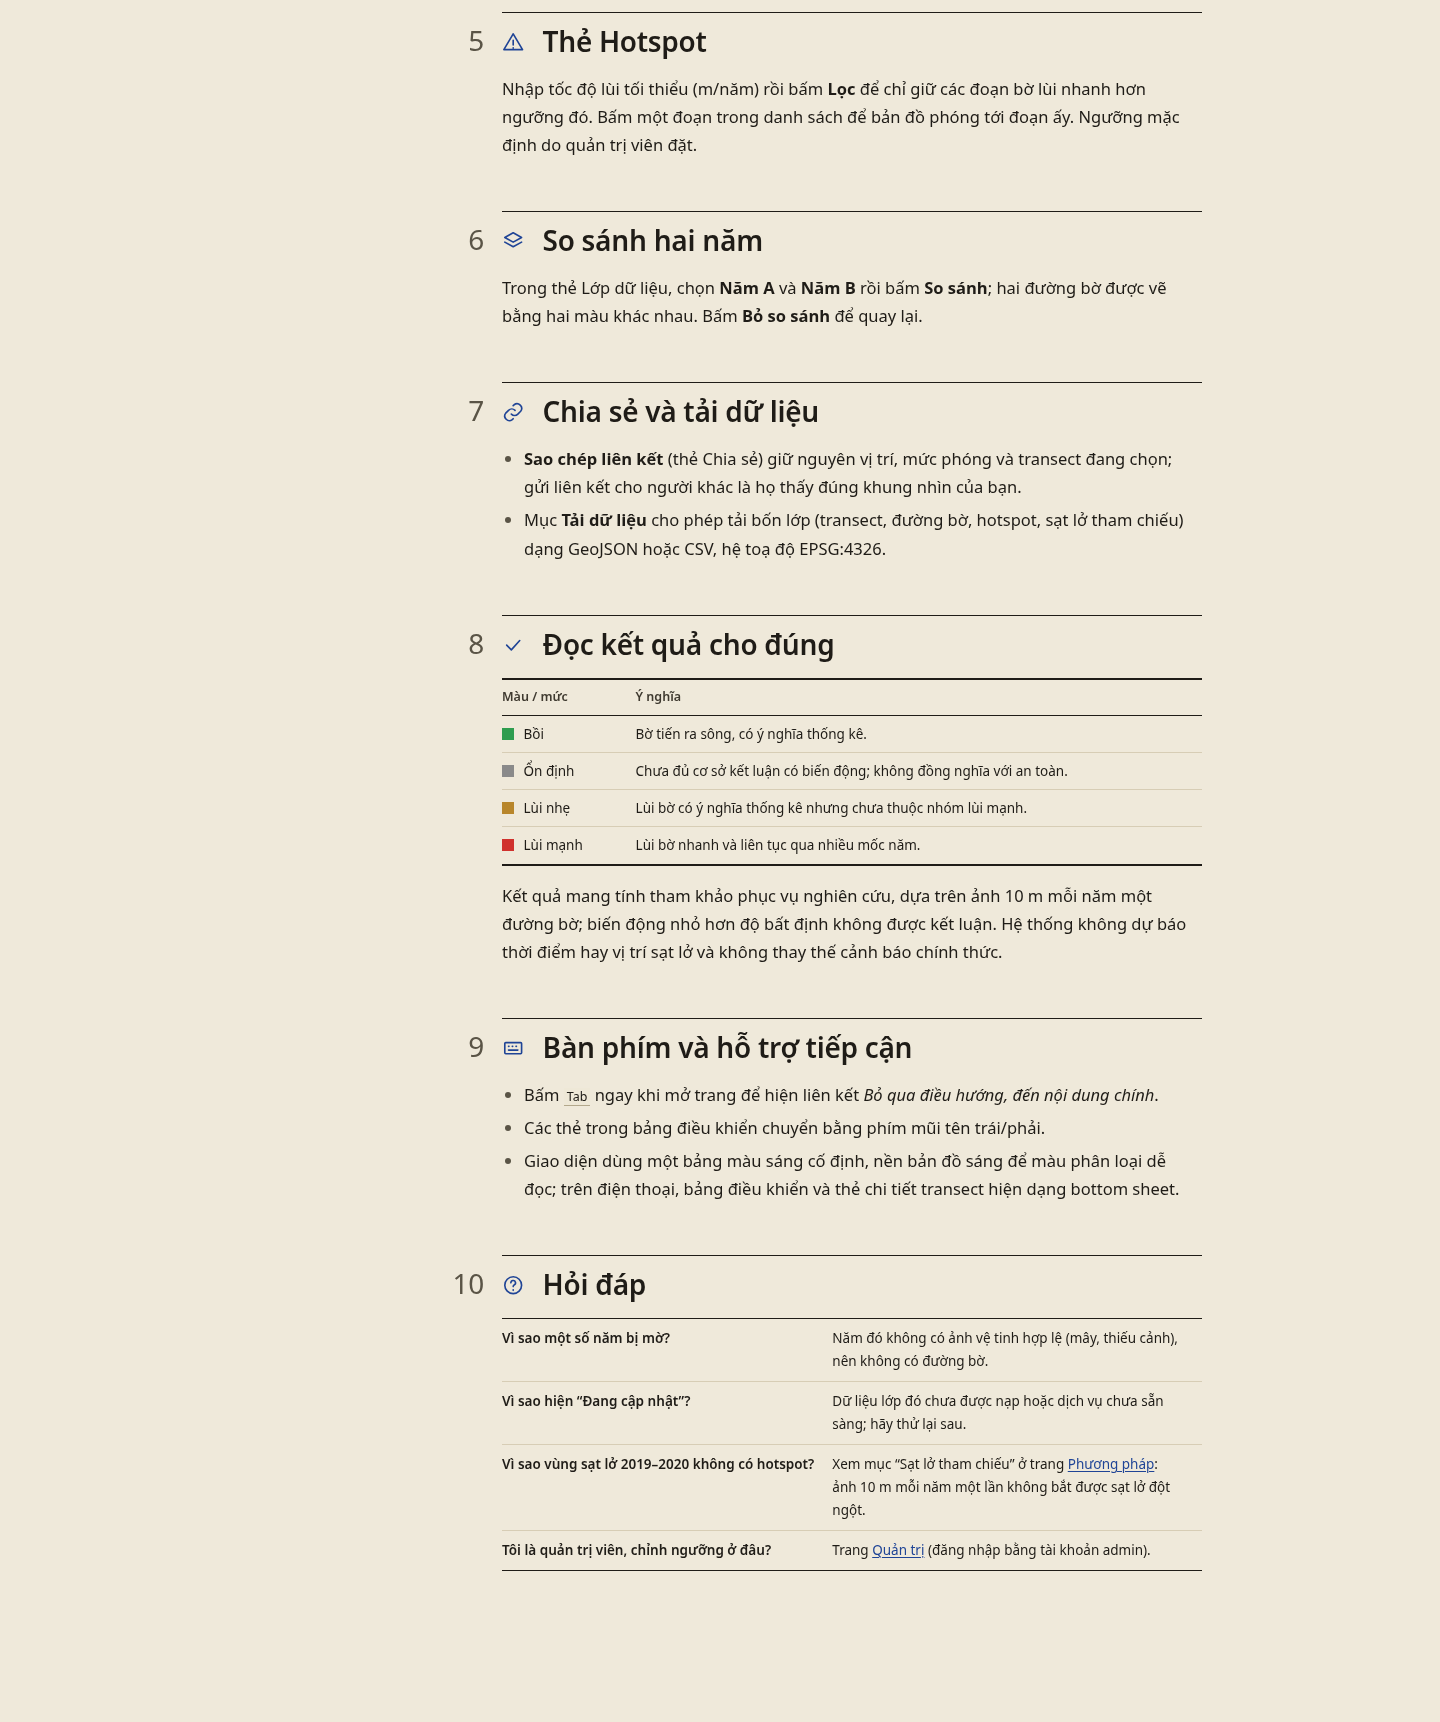 5 Thẻ Hotspot
Nhập tốc độ lùi tối thiểu (m/năm) rồi bấm Lọc để chỉ giữ các đoạn bờ lùi nhanh hơn
ngưỡng đó. Bấm một đoạn trong danh sách để bản đồ phóng tới đoạn ấy. Ngưỡng mặc
định do quản trị viên đặt.
6 So sánh hai năm
Trong thẻ Lớp dữ liệu, chọn Năm A và Năm B rồi bấm So sánh; hai đường bờ được vẽ
bằng hai màu khác nhau. Bấm Bỏ so sánh để quay lại.
7 Chia sẻ và tải dữ liệu
Sao chép liên kết (thẻ Chia sẻ) giữ nguyên vị trí, mức phóng và transect đang chọn;
gửi liên kết cho người khác là họ thấy đúng khung nhìn của bạn.
Mục Tải dữ liệu cho phép tải bốn lớp (transect, đường bờ, hotspot, sạt lở tham chiếu)
dạng GeoJSON hoặc CSV, hệ toạ độ EPSG:4326.
8 Đọc kết quả cho đúng
Màu / mức Ý nghĩa
Bồi Bờ tiến ra sông, có ý nghĩa thống kê.
Ổn định Chưa đủ cơ sở kết luận có biến động; không đồng nghĩa với an toàn.
Lùi nhẹ Lùi bờ có ý nghĩa thống kê nhưng chưa thuộc nhóm lùi mạnh.
Lùi mạnh Lùi bờ nhanh và liên tục qua nhiều mốc năm.
Kết quả mang tính tham khảo phục vụ nghiên cứu, dựa trên ảnh 10 m mỗi năm một
đường bờ; biến động nhỏ hơn độ bất định không được kết luận. Hệ thống không dự báo
thời điểm hay vị trí sạt lở và không thay thế cảnh báo chính thức.
9 Bàn phím và hỗ trợ tiếp cận
Bấm Tab ngay khi mở trang để hiện liên kết Bỏ qua điều hướng, đến nội dung chính.
Các thẻ trong bảng điều khiển chuyển bằng phím mũi tên trái/phải.
Giao diện dùng một bảng màu sáng cố định, nền bản đồ sáng để màu phân loại dễ
đọc; trên điện thoại, bảng điều khiển và thẻ chi tiết transect hiện dạng bottom sheet.
10 Hỏi đáp
Vì sao một số năm bị mờ? Năm đó không có ảnh vệ tinh hợp lệ (mây, thiếu cảnh),
nên không có đường bờ.
Vì sao hiện “Đang cập nhật”? Dữ liệu lớp đó chưa được nạp hoặc dịch vụ chưa sẵn
sàng; hãy thử lại sau.
Vì sao vùng sạt lở 2019–2020 không có hotspot? Xem mục “Sạt lở tham chiếu” ở trang Phương pháp:
ảnh 10 m mỗi năm một lần không bắt được sạt lở đột
ngột.
Tôi là quản trị viên, chỉnh ngưỡng ở đâu? Trang Quản trị (đăng nhập bằng tài khoản admin).